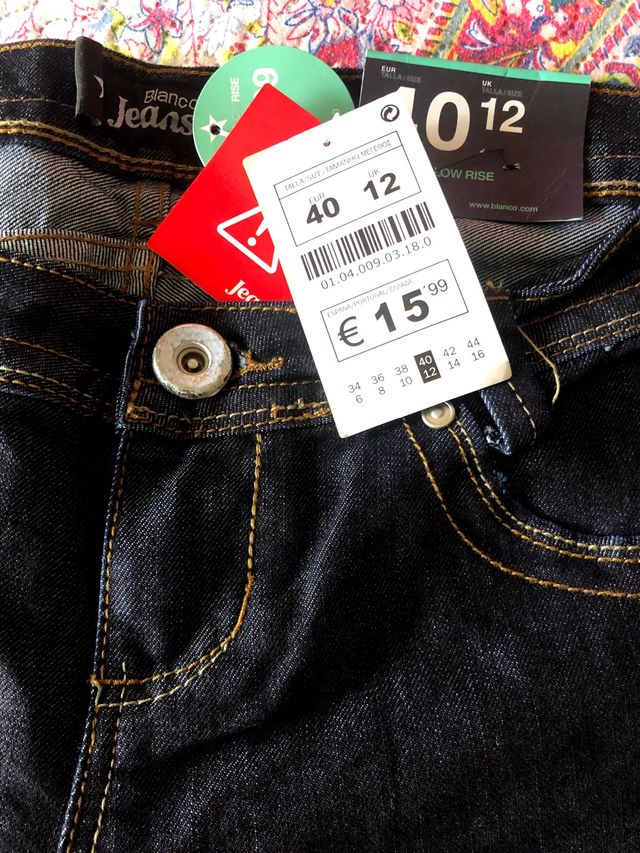 Blanco
Jeans
RISE
9
EUR
TALLA/SIZE
40
UK
TALLA/SIZE
12
LOW RISE
www.blanco.com
Jea
TALLA/SIZE/TAMANHO/ΜΕΓΕΘΟΣ
EUR
40
UK
12
01.04.009.03.18.0
ESPAÑA/PORTUGAL/ΕΛΛΑΔΑ
€ 15'99
34 36 38 40 42 44
6 8 10 12 14 16